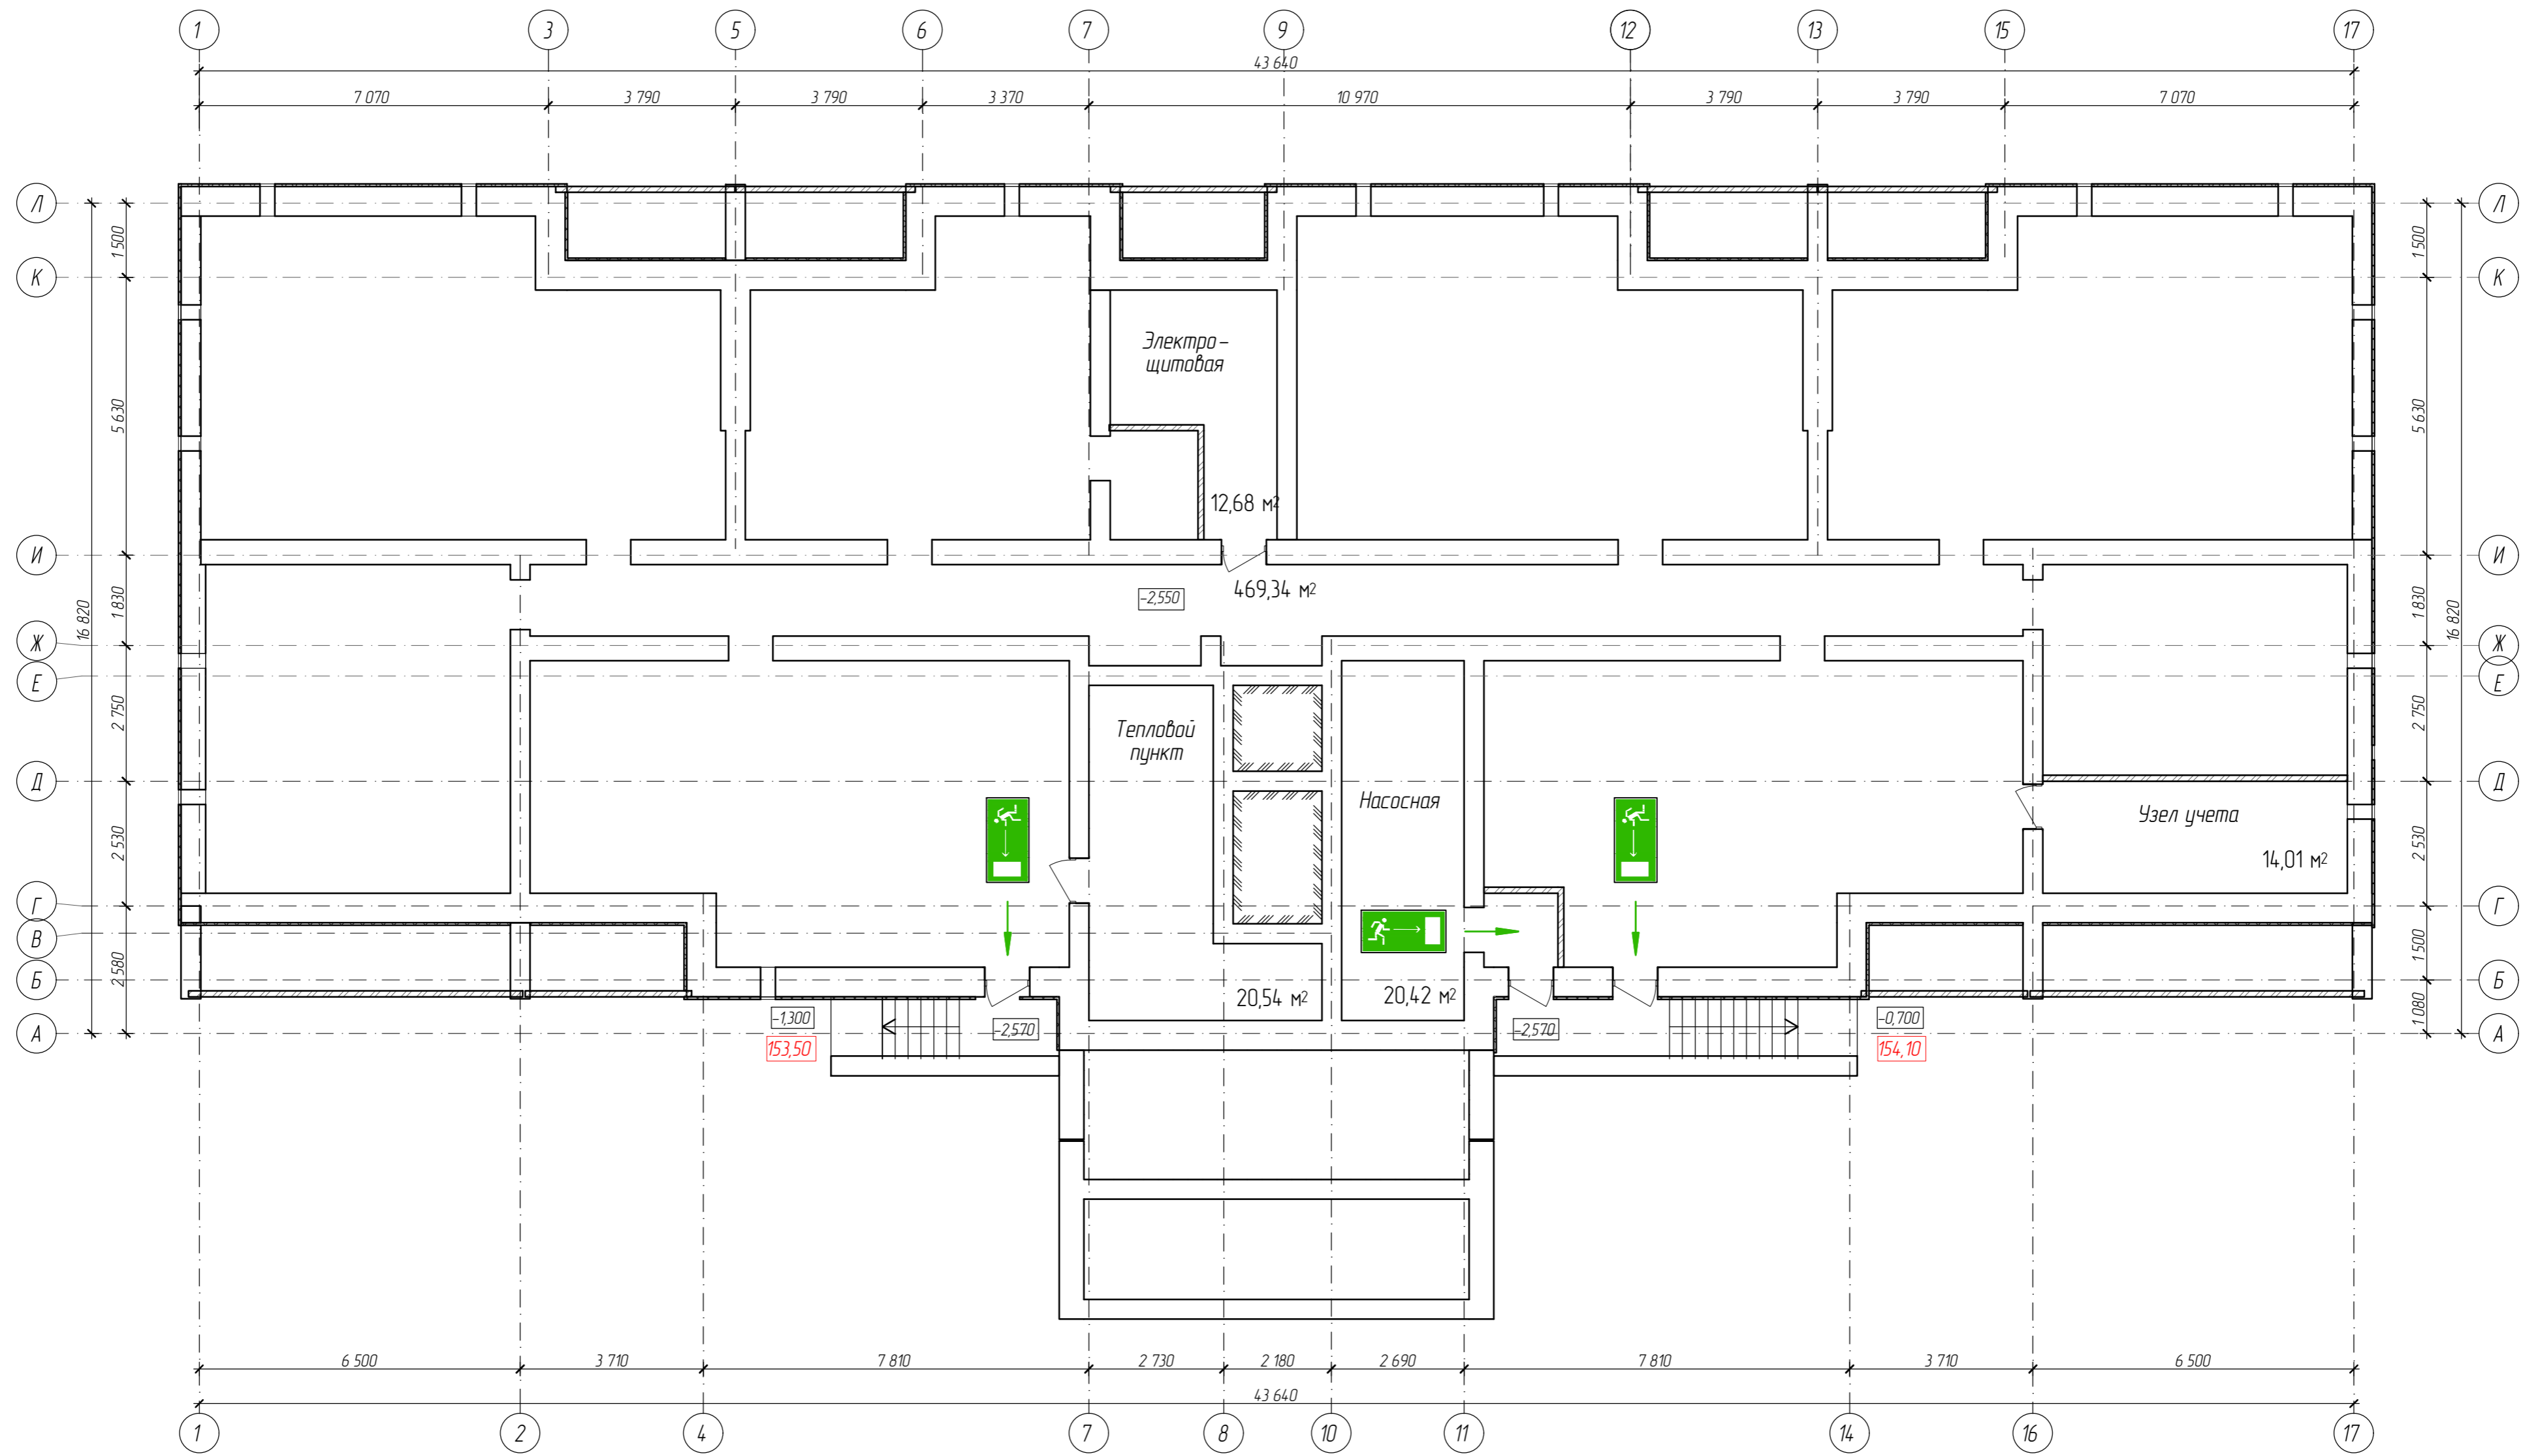 1 3 5 6 7 9 12 13 15 17
43 640
7 070 3 790 3 790 3 370 10 970 3 790 3 790 7 070
Л Л
1 500 1 500
К К
Электро-
щитовая
5 630 5 630
12,68 м2
И И
469,34 м2
-2,550
16 820 1 830 1 830 16 820
Ж Ж
Е Е
2 750 2 750
Тепловой
пункт
Д Д
Насосная
Узел учета
2 530 2 530
14,01 м2
Г Г
В
2 580 1 500
Б Б
20,54 м2 20,42 м2
-1,300 -2,570 -2,570 -0,700
1 080
А А
153,50 154,10
6 500 3 710 7 810 2 730 2 180 2 690 7 810 3 710 6 500
43 640
1 2 4 7 8 10 11 14 16 17